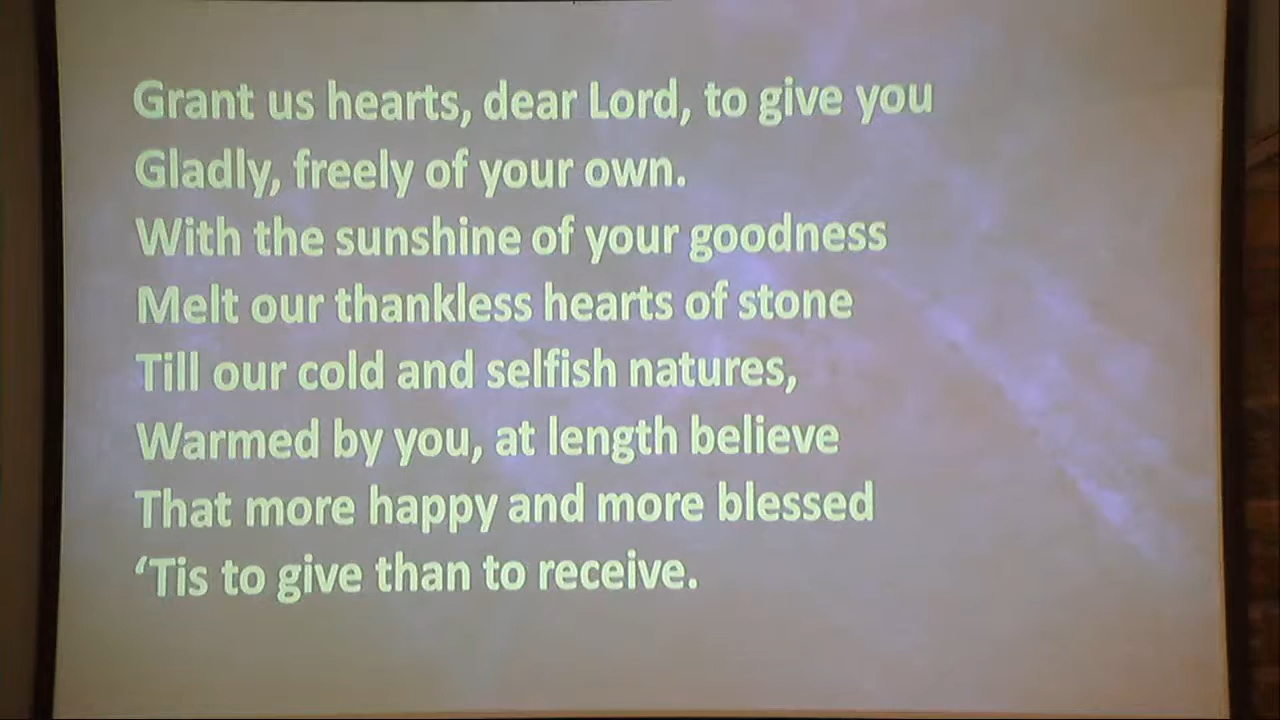 Grant us hearts, dear Lord, to give you
Gladly, freely of your own.
With the sunshine of your goodness
Melt our thankless hearts of stone
Till our cold and selfish natures,
Warmed by you, at length believe
That more happy and more blessed
‘Tis to give than to receive.